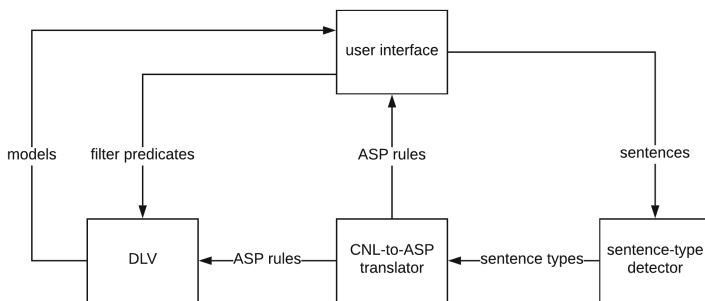 user interface
models
filter predicates
ASP rules
sentences
DLV
ASP rules
CNL-to-ASP
translator
sentence types
sentence-type
detector